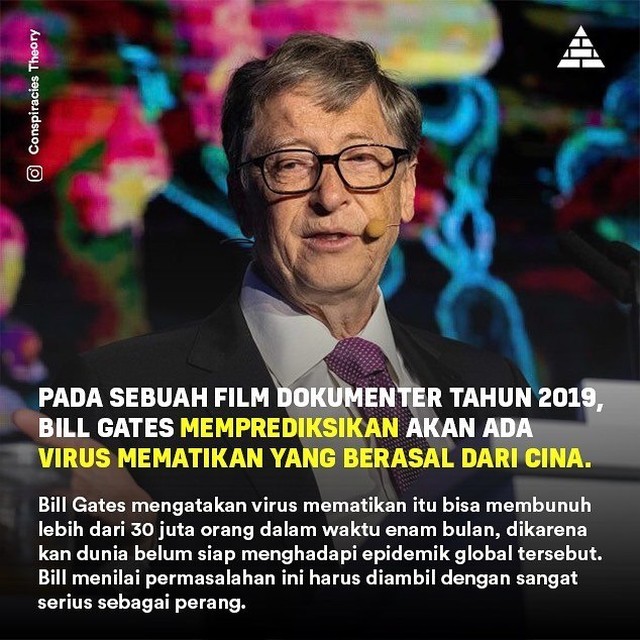 Conspiracies Theory
PADA SEBUAH FILM DOKUMENTER TAHUN 2019,
BILL GATES MEMPREDIKSIKAN AKAN ADA
VIRUS MEMATIKAN YANG BERASAL DARI CINA.
Bill Gates mengatakan virus mematikan itu bisa membunuh
lebih dari 30 juta orang dalam waktu enam bulan, dikarena
kan dunia belum siap menghadapi epidemik global tersebut.
Bill menilai permasalahan ini harus diambil dengan sangat
serius sebagai perang.